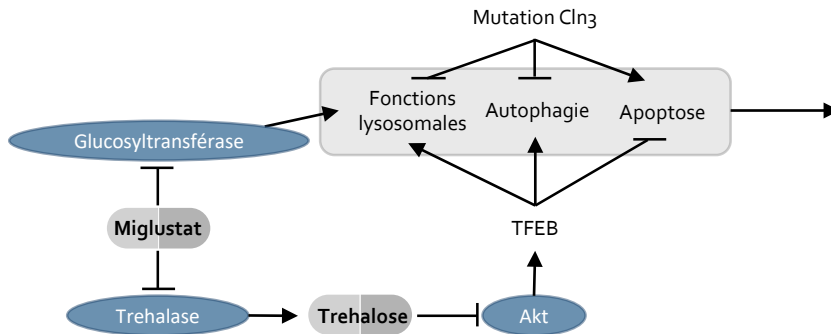 Mutation Cln3
Fonctions
lysosomales
Autophagie
Apoptose
Glucosyltransférase
Miglustat
TFEB
Trehalase
Trehalose
Akt